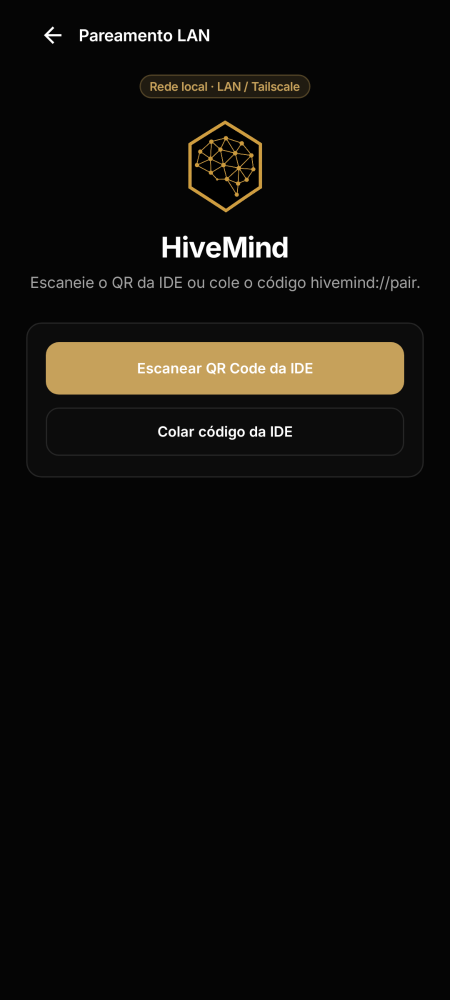 Pareamento LAN
Rede local · LAN / Tailscale
HiveMind
Escaneie o QR da IDE ou cole o código hivemind://pair.
Escanear QR Code da IDE
Colar código da IDE